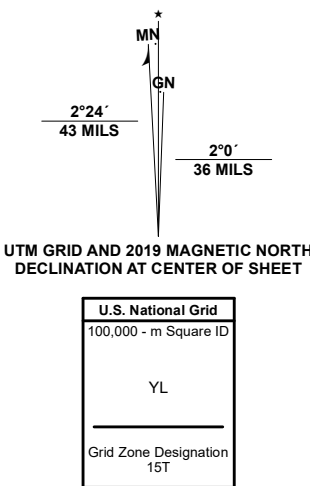 ★
MN
GN
2°24´
43 MILS
2°0´
36 MILS
UTM GRID AND 2019 MAGNETIC NORTH
DECLINATION AT CENTER OF SHEET
U.S. National Grid
100,000 - m Square ID
YL
Grid Zone Designation
15T